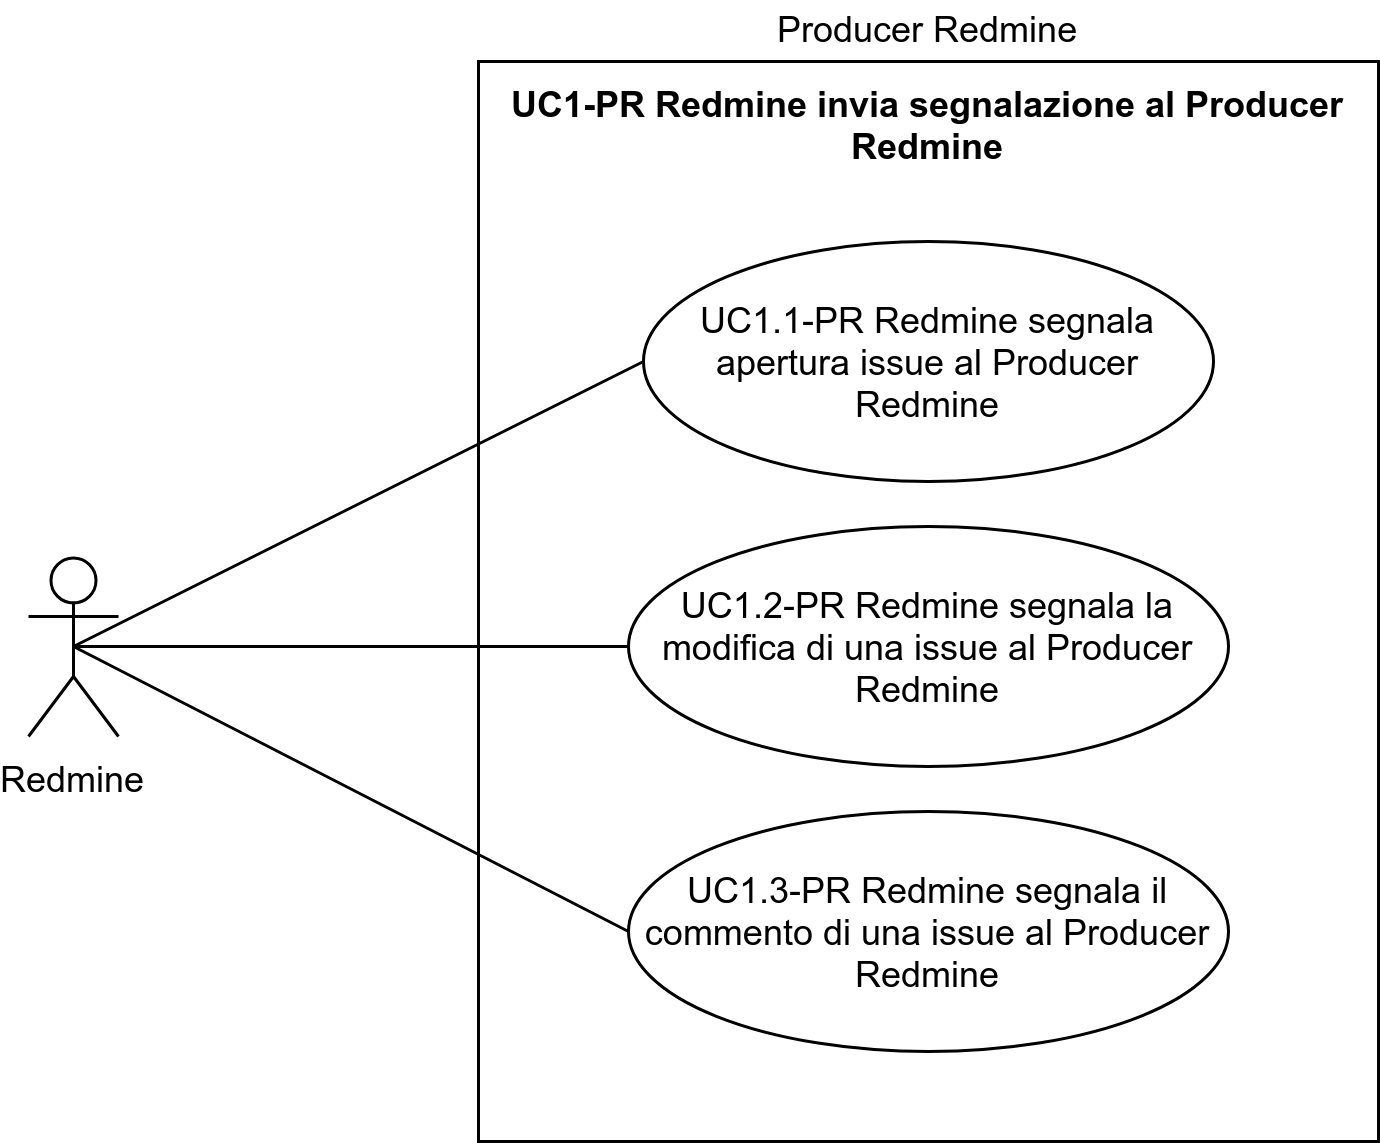 Producer Redmine
UC1-PR Redmine invia segnalazione al Producer
Redmine
UC1.1-PR Redmine segnala
apertura issue al Producer
Redmine
UC1.2-PR Redmine segnala la
modifica di una issue al Producer
Redmine
Redmine
UC1.3-PR Redmine segnala il
commento di una issue al Producer
Redmine